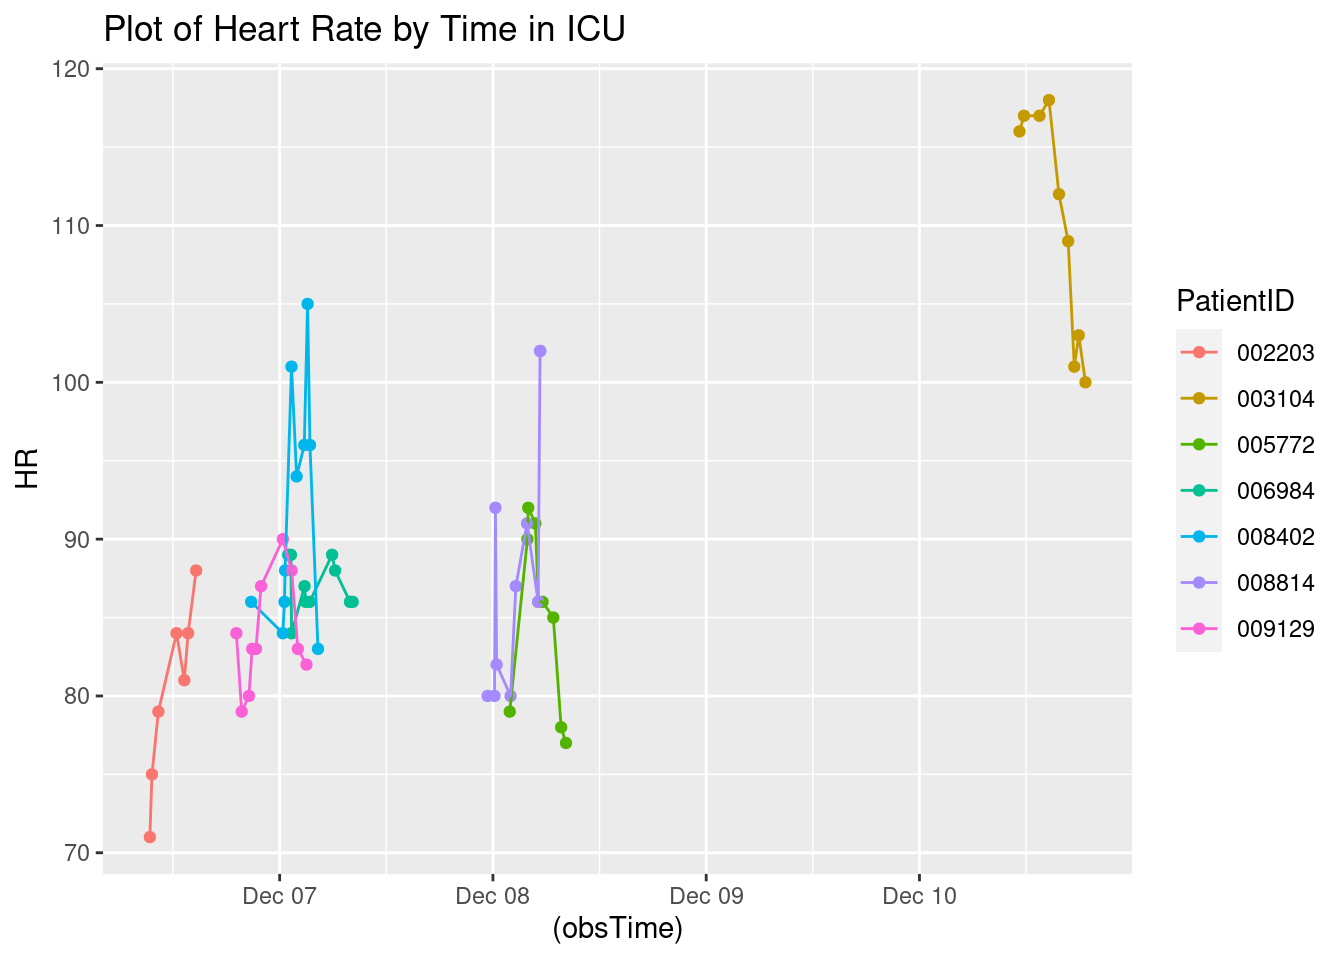 Plot of Heart Rate by Time in ICU
120
110
100
90
80
70
HR
Dec 07 Dec 08 Dec 09 Dec 10
(obsTime)
PatientID
002203
003104
005772
006984
008402
008814
009129